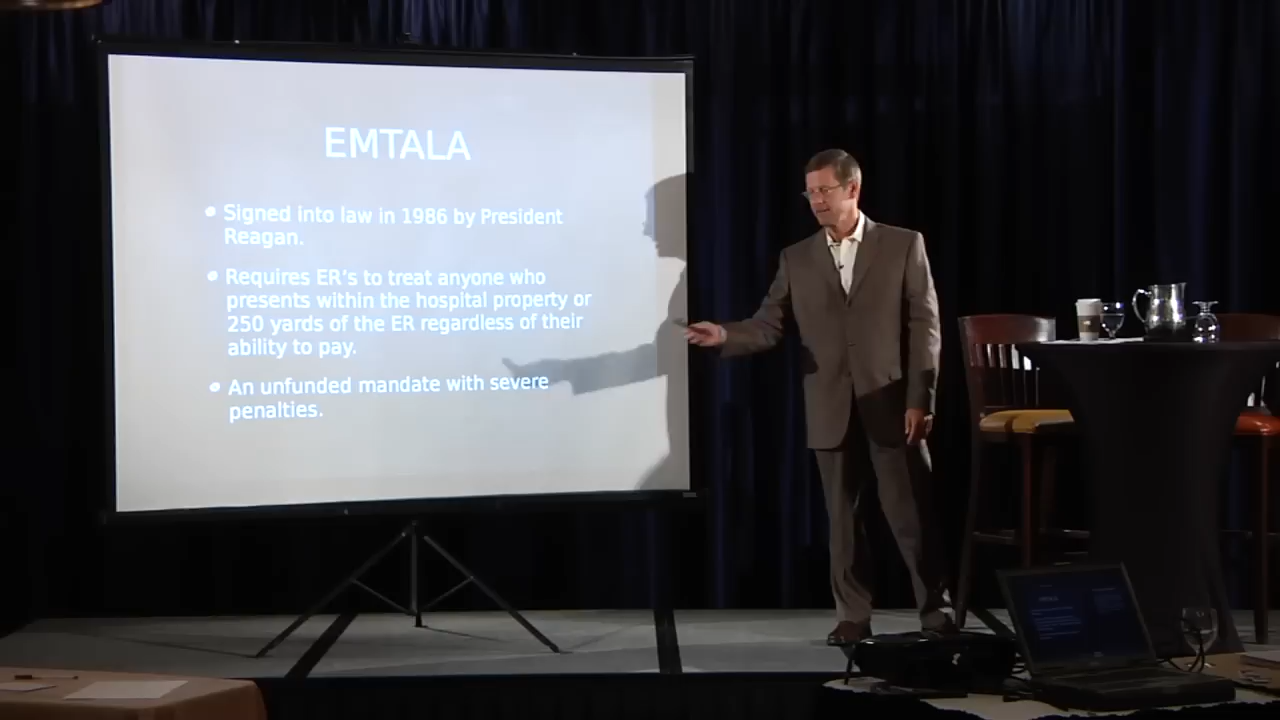 EMTALA
• Signed into law in 1986 by President
Reagan.
• Requires ER's to treat anyone who
presents within the hospital property or
250 yards of the ER regardless of their
ability to pay.
• An unfunded mandate with severe
penalties.